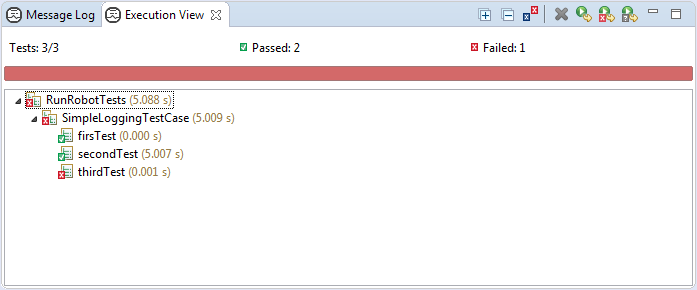 Message Log
Execution View
Tests: 3/3
Passed: 2
Failed: 1
RunRobotTests (5.088 s)
SimpleLoggingTestCase (5.009 s)
firsTest (0.000 s)
secondTest (5.007 s)
thirdTest (0.001 s)